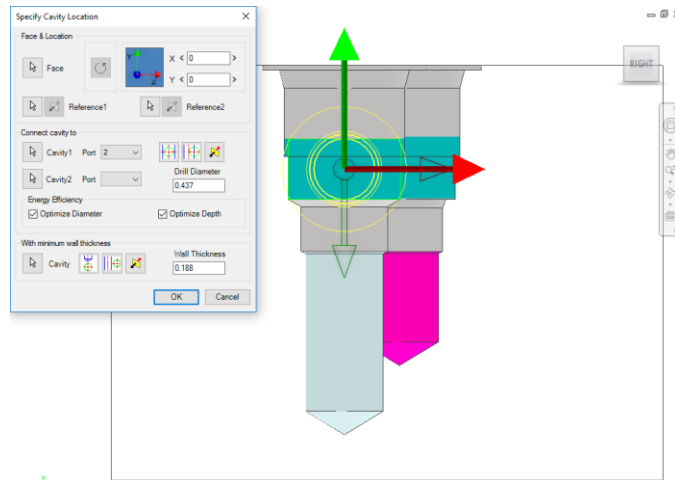 Specify Cavity Location
Face & Location
Face
Y
X
X < 0 >
Y < 0 >
Reference1
Reference2
Connect cavity to
Cavity1 Port 2
Cavity2 Port
Drill Diameter
0.437
Energy Efficiency
Optimize Diameter
Optimize Depth
With minimum wall thickness
Cavity
Wall Thickness
0.188
OK
Cancel
RIGHT
Y